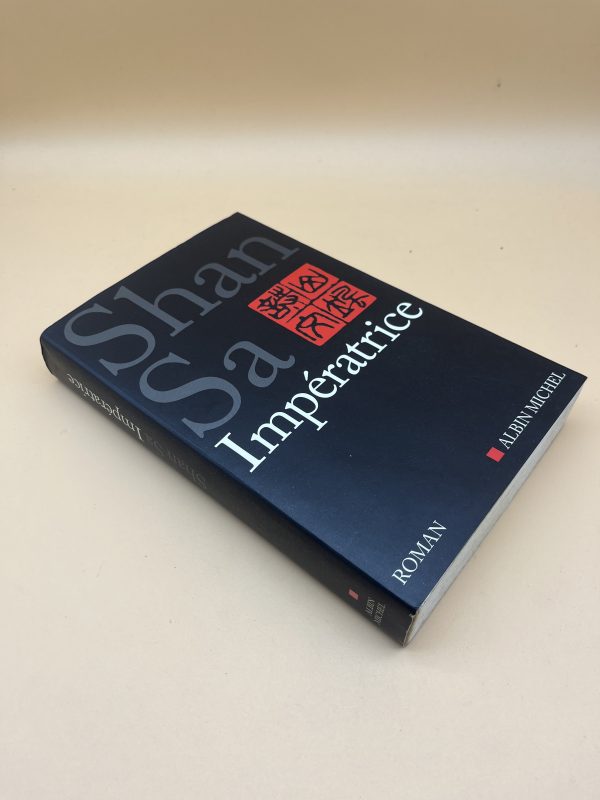 Shan
Sa
Impératrice
ROMAN
ALBIN MICHEL
Shan Sa Impératrice
ALBIN
MICHEL